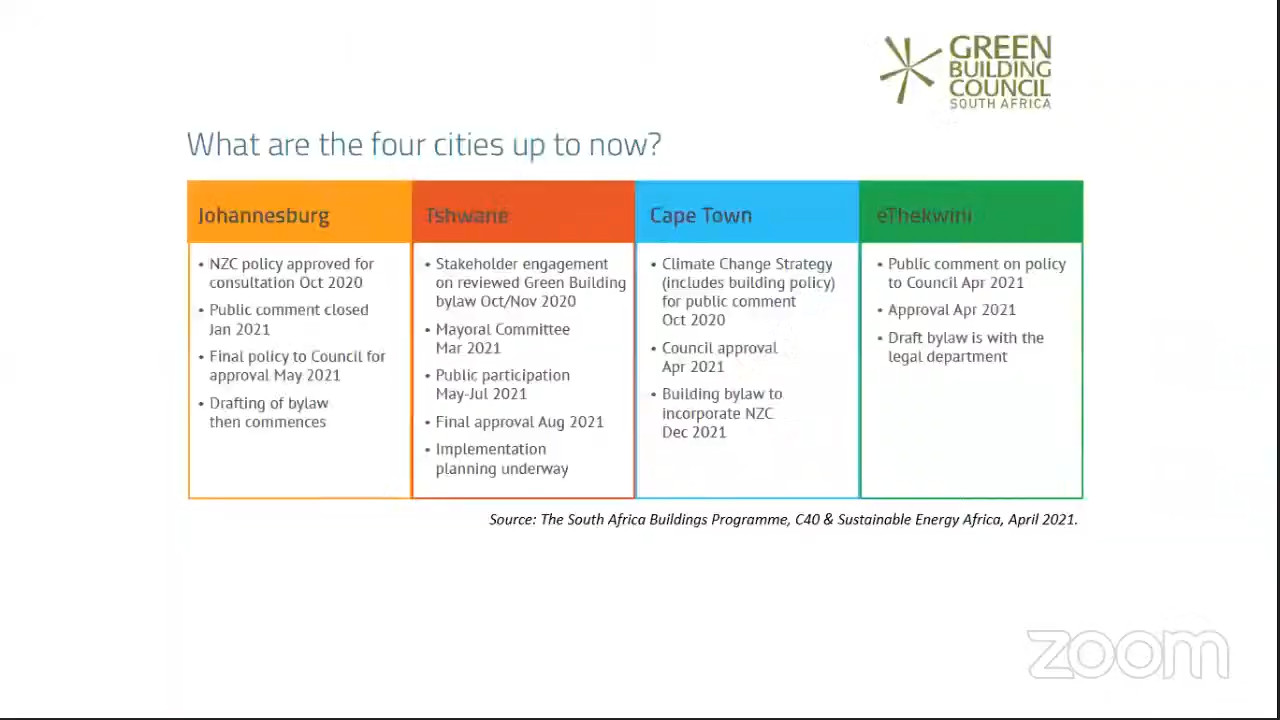 GREEN
BUILDING
COUNCIL
SOUTH AFRICA
What are the four cities up to now?
Johannesburg
• NZC policy approved for
consultation Oct 2020
• Public comment closed
Jan 2021
• Final policy to Council for
approval May 2021
• Drafting of bylaw
then commences
Tshwane
• Stakeholder engagement
on reviewed Green Building
bylaw Oct/Nov 2020
• Mayoral Committee
Mar 2021
• Public participation
May-Jul 2021
• Final approval Aug 2021
• Implementation
planning underway
Cape Town
• Climate Change Strategy
(includes building policy)
for public comment
Oct 2020
• Council approval
Apr 2021
• Building bylaw to
incorporate NZC
Dec 2021
eThekwini
• Public comment on policy
to Council Apr 2021
• Approval Apr 2021
• Draft bylaw is with the
legal department
Source: The South Africa Buildings Programme, C40 & Sustainable Energy Africa, April 2021.
zoom